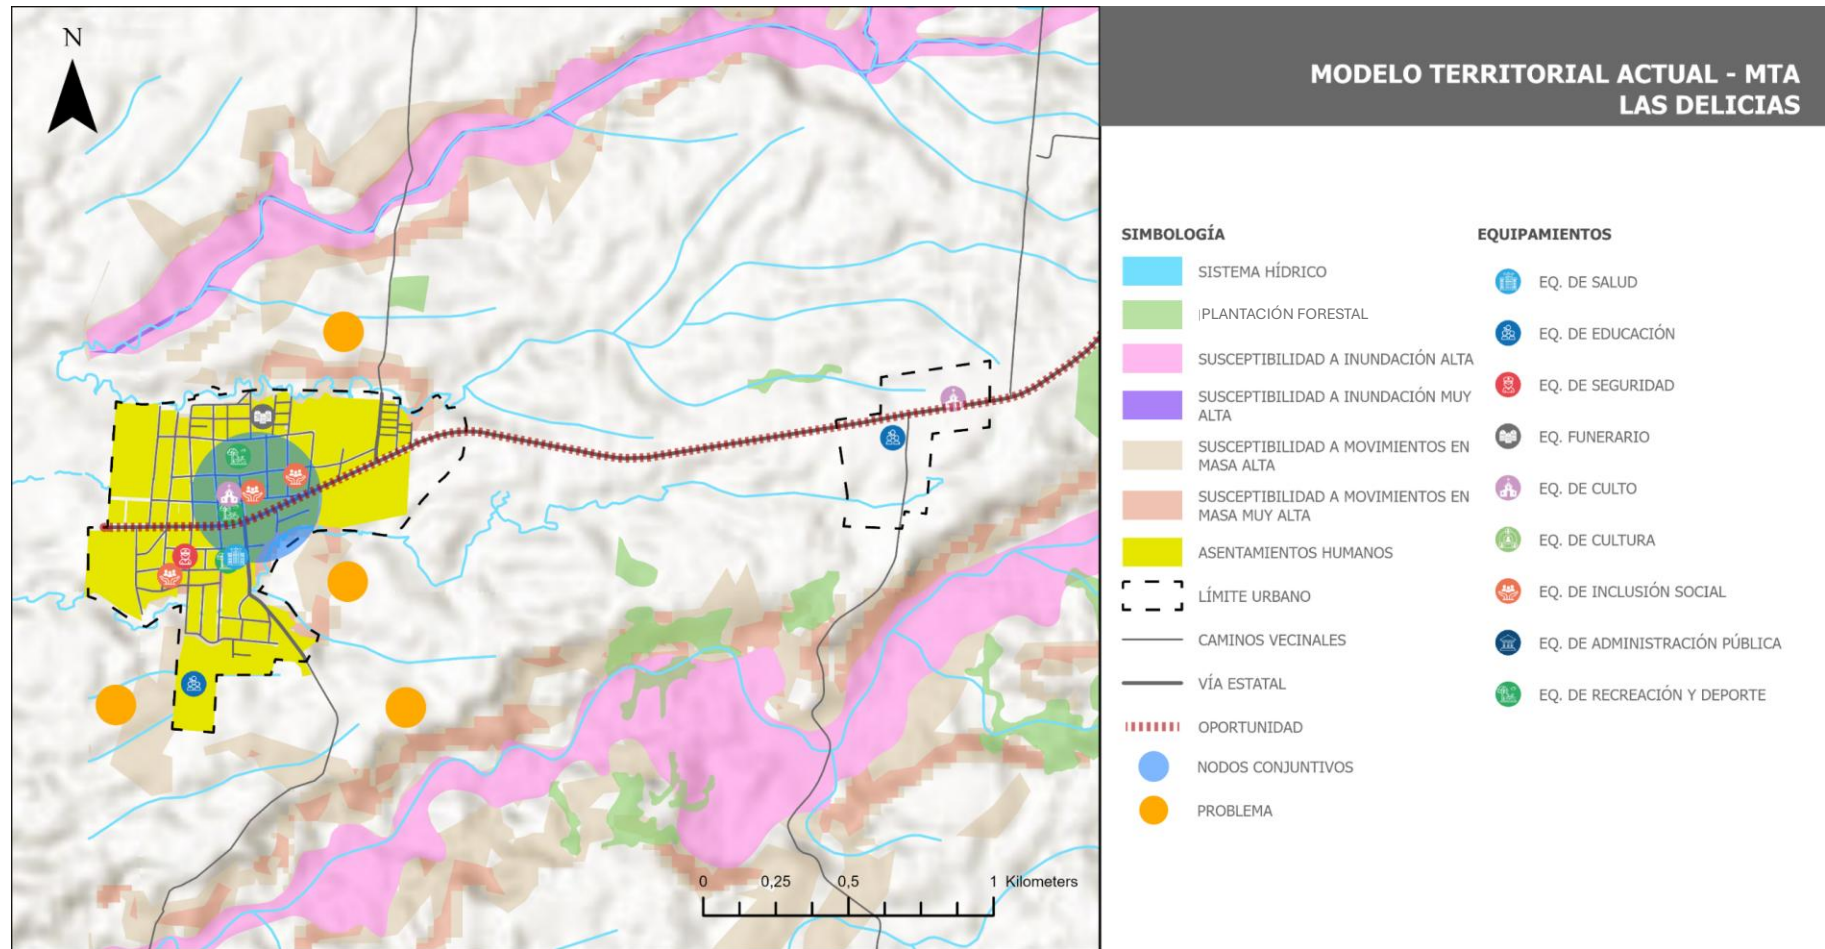 N
MODELO TERRITORIAL ACTUAL - MTA
LAS DELICIAS
SIMBOLOGÍA
SISTEMA HÍDRICO
PLANTACIÓN FORESTAL
SUSCEPTIBILIDAD A INUNDACIÓN ALTA
SUSCEPTIBILIDAD A INUNDACIÓN MUY
ALTA
SUSCEPTIBILIDAD A MOVIMIENTOS EN
MASA ALTA
SUSCEPTIBILIDAD A MOVIMIENTOS EN
MASA MUY ALTA
ASENTAMIENTOS HUMANOS
LÍMITE URBANO
CAMINOS VECINALES
VÍA ESTATAL
OPORTUNIDAD
NODOS CONJUNTIVOS
PROBLEMA
EQUIPAMIENTOS
EQ. DE SALUD
EQ. DE EDUCACIÓN
EQ. DE SEGURIDAD
EQ. FUNERARIO
EQ. DE CULTO
EQ. DE CULTURA
EQ. DE INCLUSIÓN SOCIAL
EQ. DE ADMINISTRACIÓN PÚBLICA
EQ. DE RECREACIÓN Y DEPORTE
0 0,25 0,5 1 Kilometers